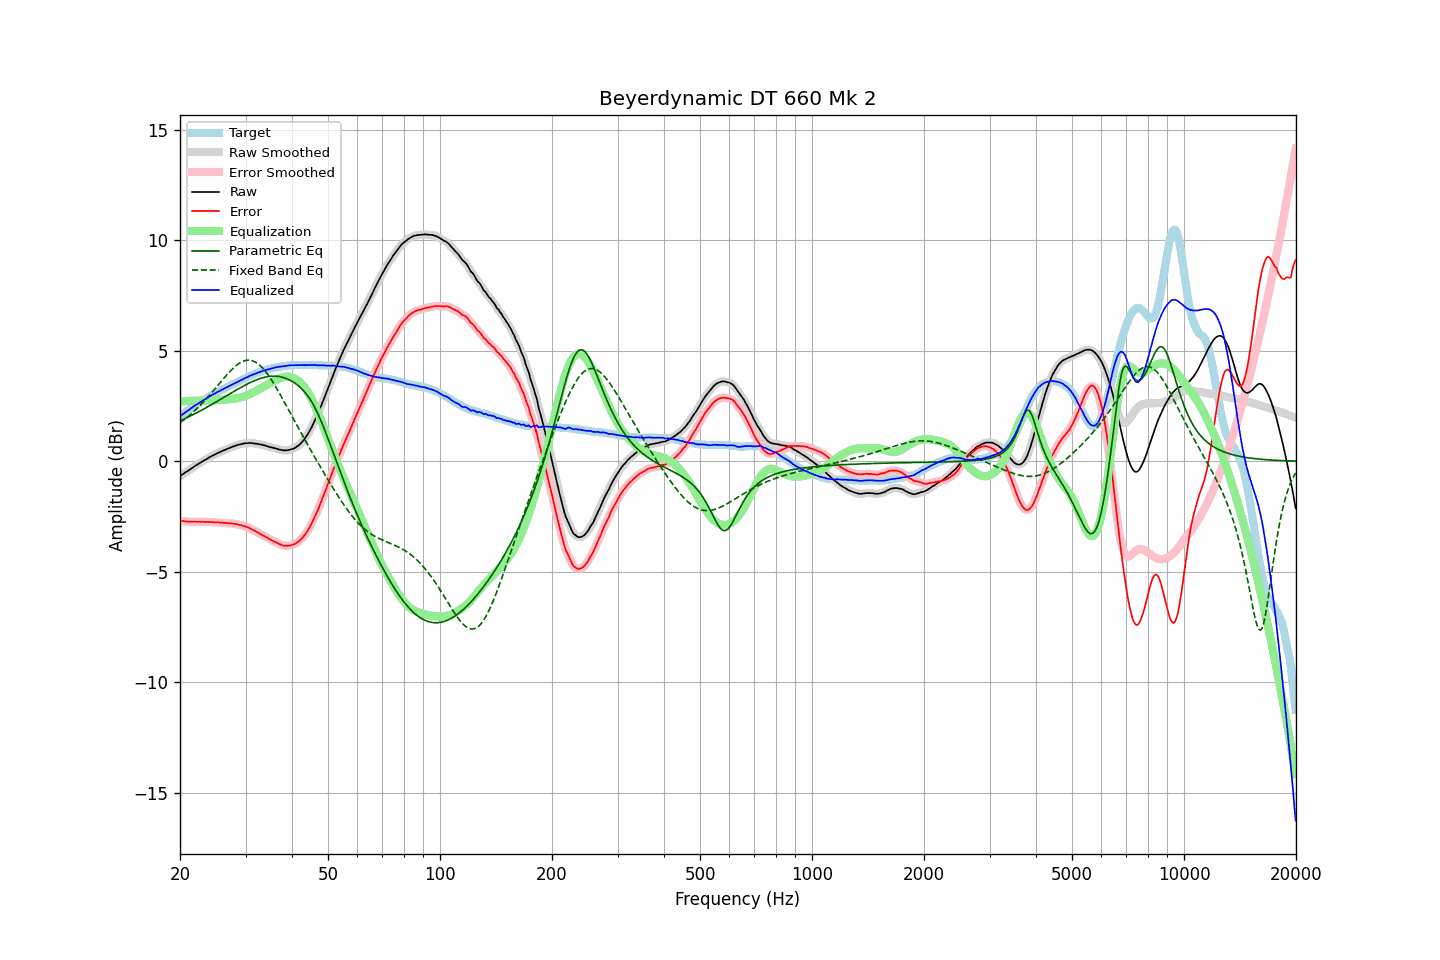 Beyerdynamic DT 660 Mk 2
Target
Raw Smoothed
Error Smoothed
Raw
Error
Equalization
Parametric Eq
Fixed Band Eq
Equalized
15
10
5
0
−5
−10
−15
Amplitude (dBr)
20 50 100 200 500 1000 2000 5000 10000 20000
Frequency (Hz)